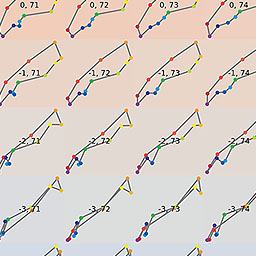 0, 71 0, 72 0, 73 0, 74
-1, 71 -1, 72 -1, 73 -1, 74
-2, 71 -2, 72 -2, 73 -2, 74
-3, 71 -3, 72 -3, 73 -3, 74